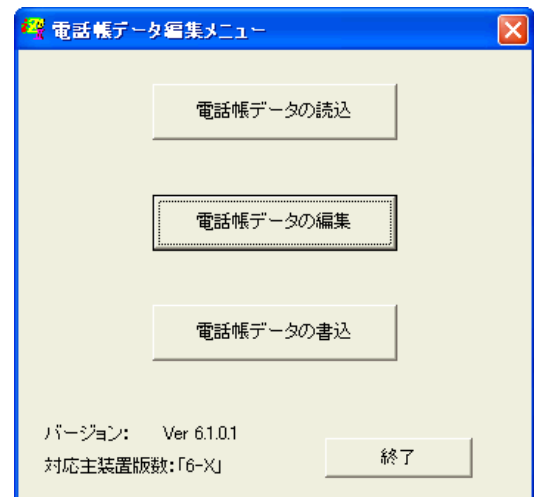 電話帳データ編集メニュー
電話帳データの読込
電話帳データの編集
電話帳データの書込
バージョン: Ver 6.1.0.1
対応主装置版数:「6-X」
終了